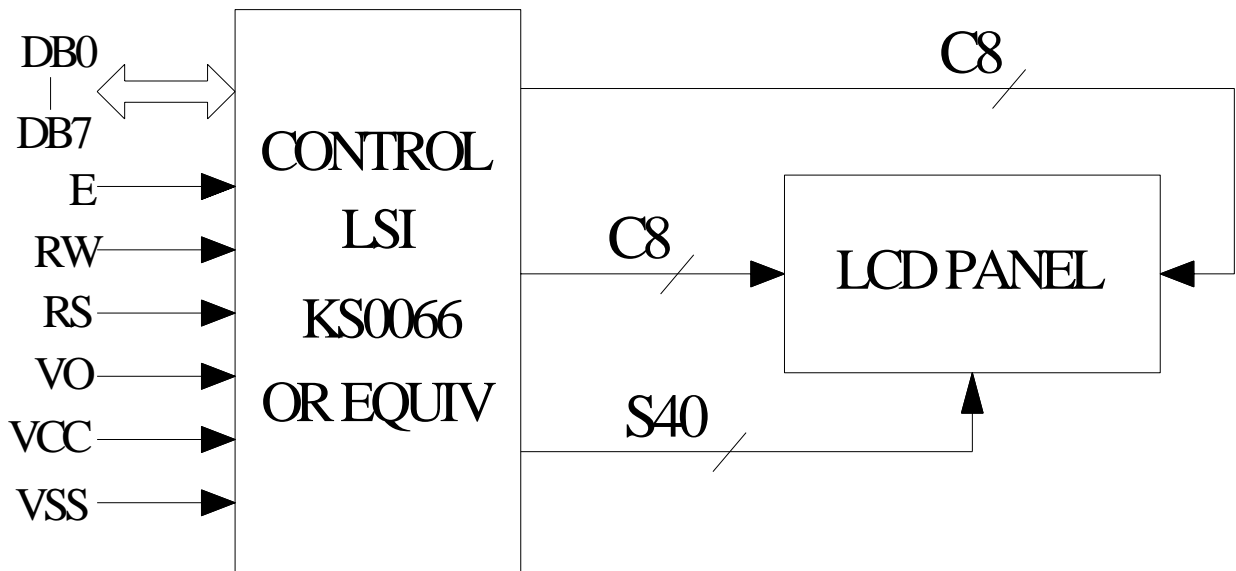 DB0
DB7
E
RW
RS
VO
VCC
VSS
CONTROL
LSI
KS0066
OR EQUIV
C8
C8
S40
LCD PANEL